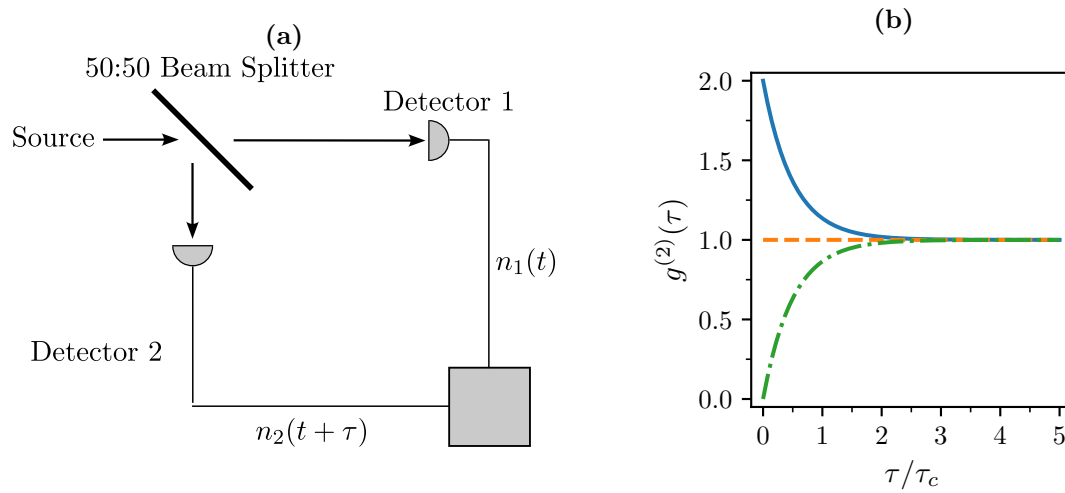 (a)
50:50 Beam Splitter
Detector 1
Source
n₁(t)
Detector 2
n₂(t + τ)
(b)
g⁽²⁾(τ)
2.0
1.5
1.0
0.5
0.0
0 1 2 3 4 5
τ/τ_c